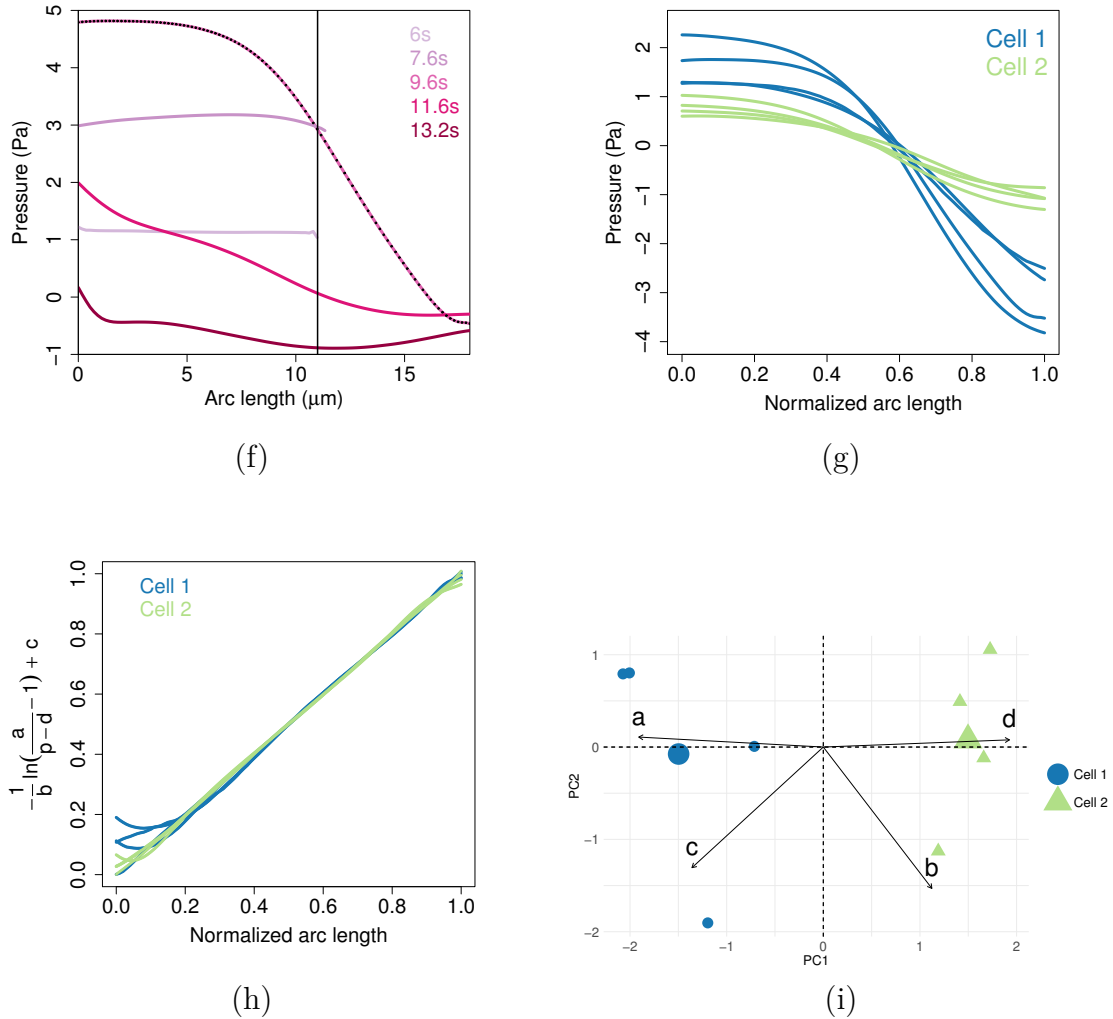 6s
7.6s
9.6s
11.6s
13.2s
Pressure (Pa)
−1 0 1 2 3 4 5
0 5 10 15
Arc length (μm)
(f)
Cell 1
Cell 2
Pressure (Pa)
−4 −3 −2 −1 0 1 2
0.0 0.2 0.4 0.6 0.8 1.0
Normalized arc length
(g)
Cell 1
Cell 2
−1/b ln(a/(p−d) −1) + c
0.0 0.2 0.4 0.6 0.8 1.0
0.0 0.2 0.4 0.6 0.8 1.0
Normalized arc length
(h)
1
0
−1
−2
PC2
a
d
c
b
−2 −1 0 1 2
PC1
Cell 1
Cell 2
(i)